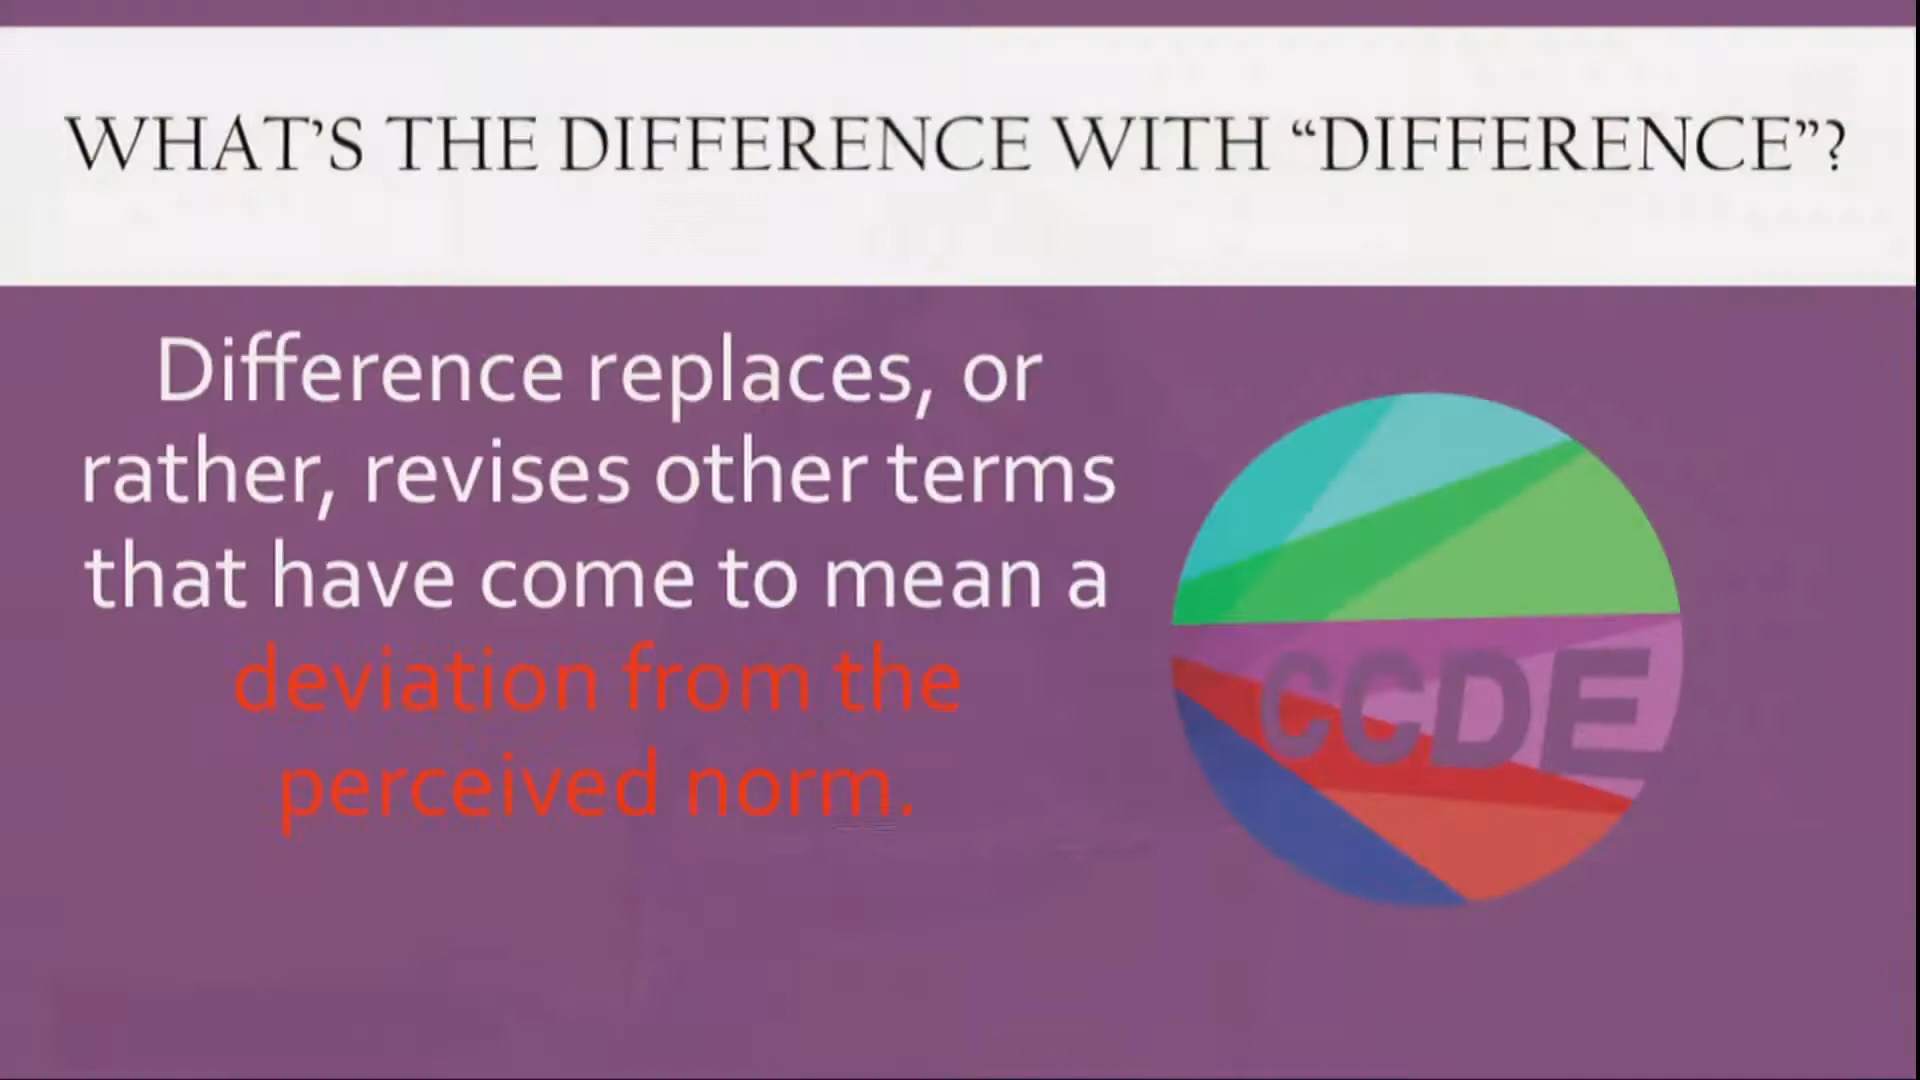 WHAT’S THE DIFFERENCE WITH “DIFFERENCE”?
Difference replaces, or
rather, revises other terms
that have come to mean a
deviation from the
perceived norm.
CCDE